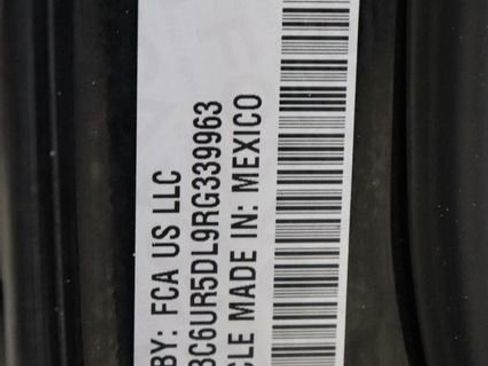 BY: FCA US LLC
3C6UR5DL9RG339963
CLE MADE IN: MEXICO